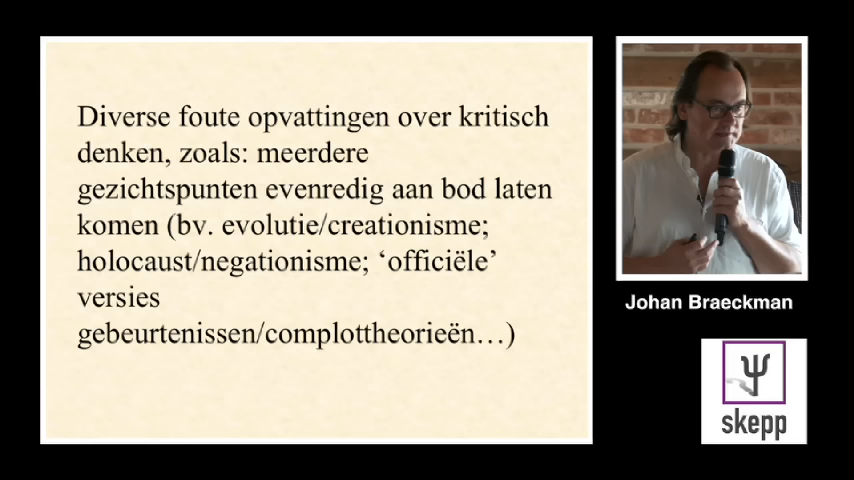 Diverse foute opvattingen over kritisch
denken, zoals: meerdere
gezichtspunten evenredig aan bod laten
komen (bv. evolutie/creationisme;
holocaust/negationisme; ‘officiële’
versies
gebeurtenissen/complottheorieën…)
Johan Braeckman
skepp